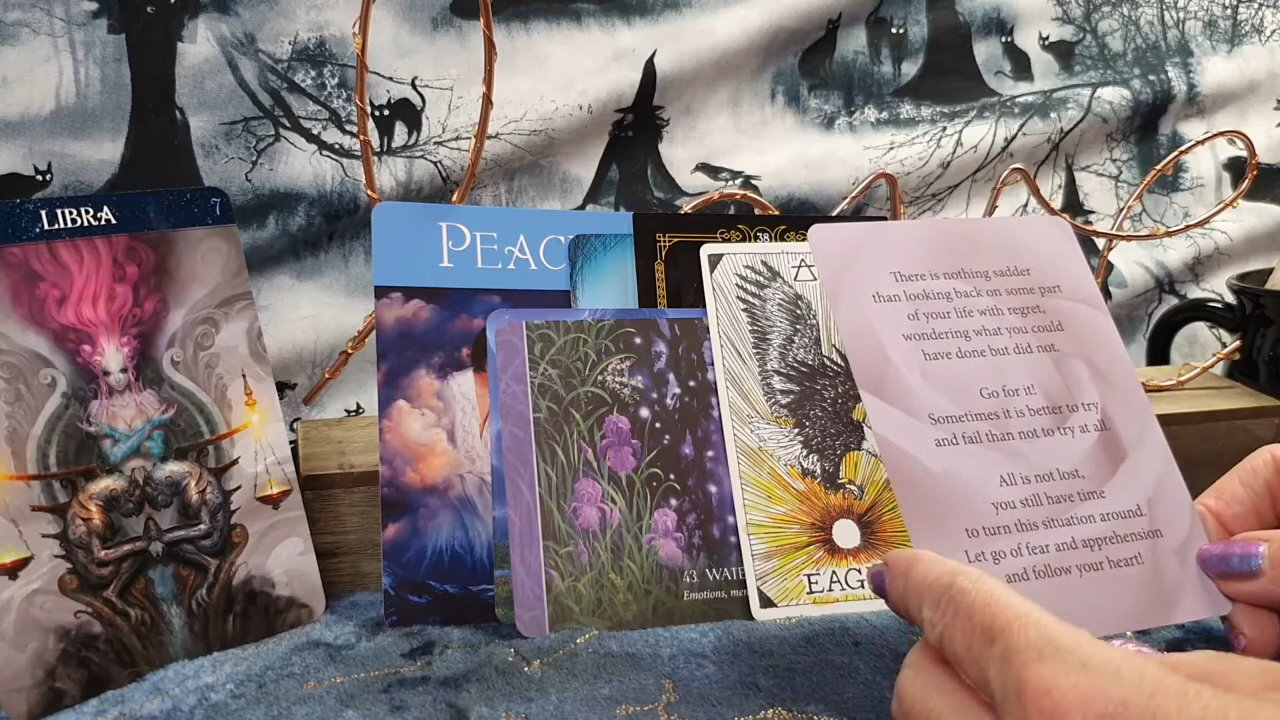 LIBRA
7
PEAC
38
There is nothing sadder
than looking back on some part
of your life with regret,
wondering what you could
have done but did not.
Go for it!
Sometimes it is better to try
and fail than not to try at all.
All is not lost,
you still have time
to turn this situation around.
Let go of fear and apprehension
and follow your heart!
43. WATE
Emotions, mem
EAG